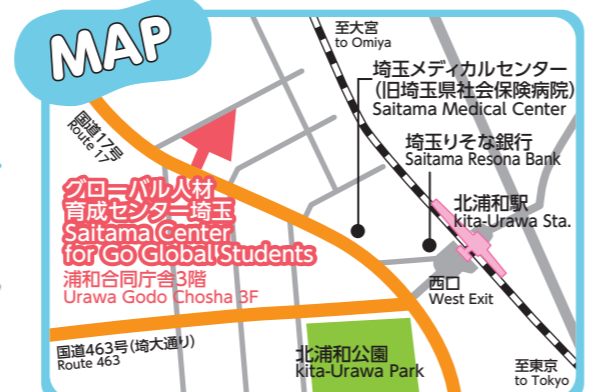 MAP
至大宮
to Omiya
埼玉メディカルセンター
（旧埼玉県社会保険病院）
Saitama Medical Center
埼玉りそな銀行
Saitama Resona Bank
国道17号
Route 17
グローバル人材
育成センター埼玉
Saitama Center
for Go Global Students
浦和合同庁舎3階
Urawa Godo Chosha 3F
北浦和駅
kita-Urawa Sta.
西口
West Exit
国道463号（埼大通り）
Route 463
北浦和公園
kita-Urawa Park
至東京
to Tokyo